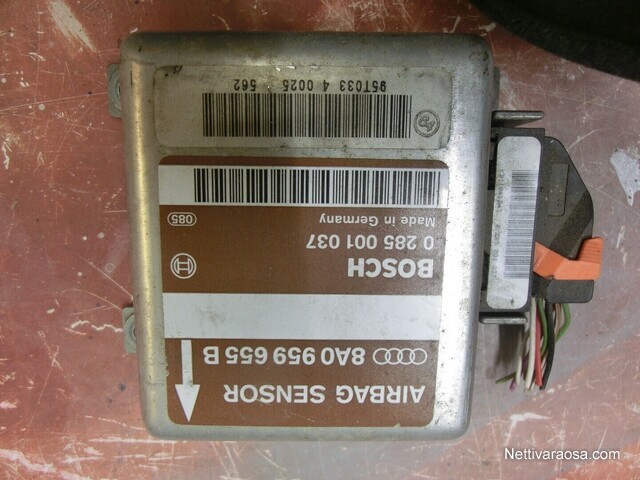 AIRBAG SENSOR
8A0 959 655 B
BOSCH
0 285 001 037
Made in Germany
085
95T033 4 0025 562
Nettivaraosa.com